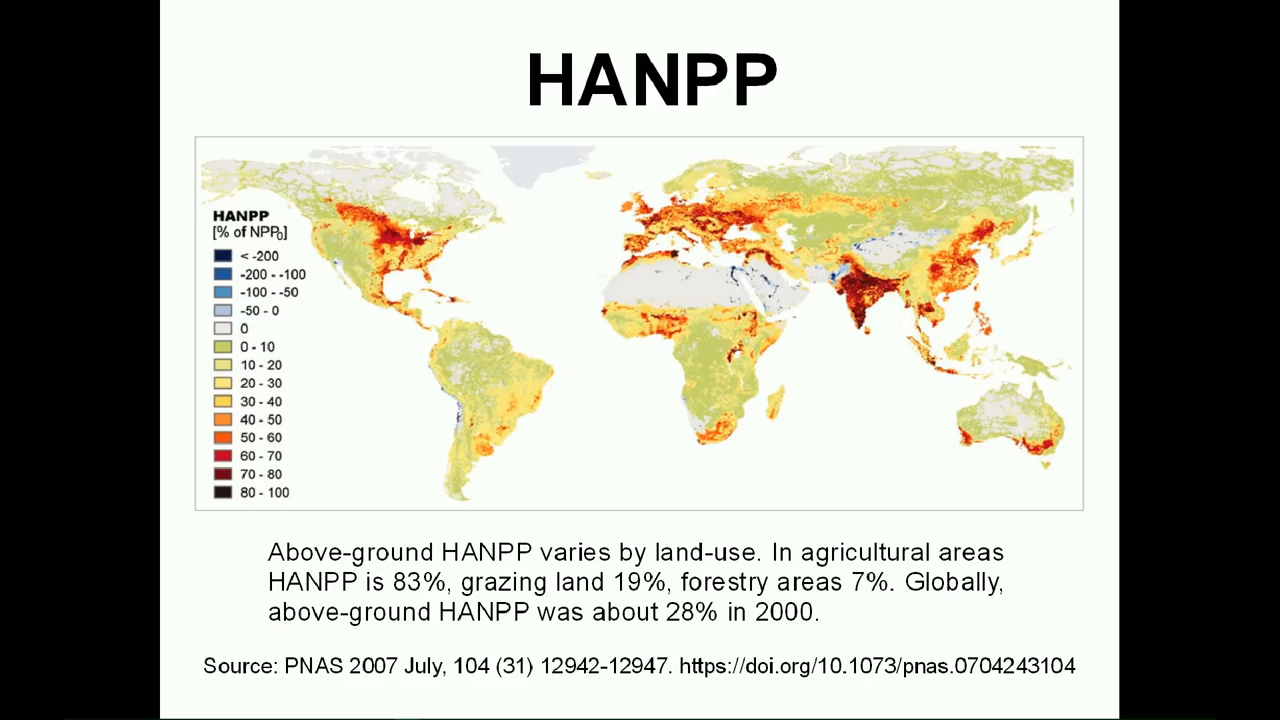 HANPP
HANPP
[% of NPP0]
< -200
-200 - -100
-100 - -50
-50 - 0
0
0 - 10
10 - 20
20 - 30
30 - 40
40 - 50
50 - 60
60 - 70
70 - 80
80 - 100
Above-ground HANPP varies by land-use. In agricultural areas
HANPP is 83%, grazing land 19%, forestry areas 7%. Globally,
above-ground HANPP was about 28% in 2000.
Source: PNAS 2007 July, 104 (31) 12942-12947. https://doi.org/10.1073/pnas.0704243104